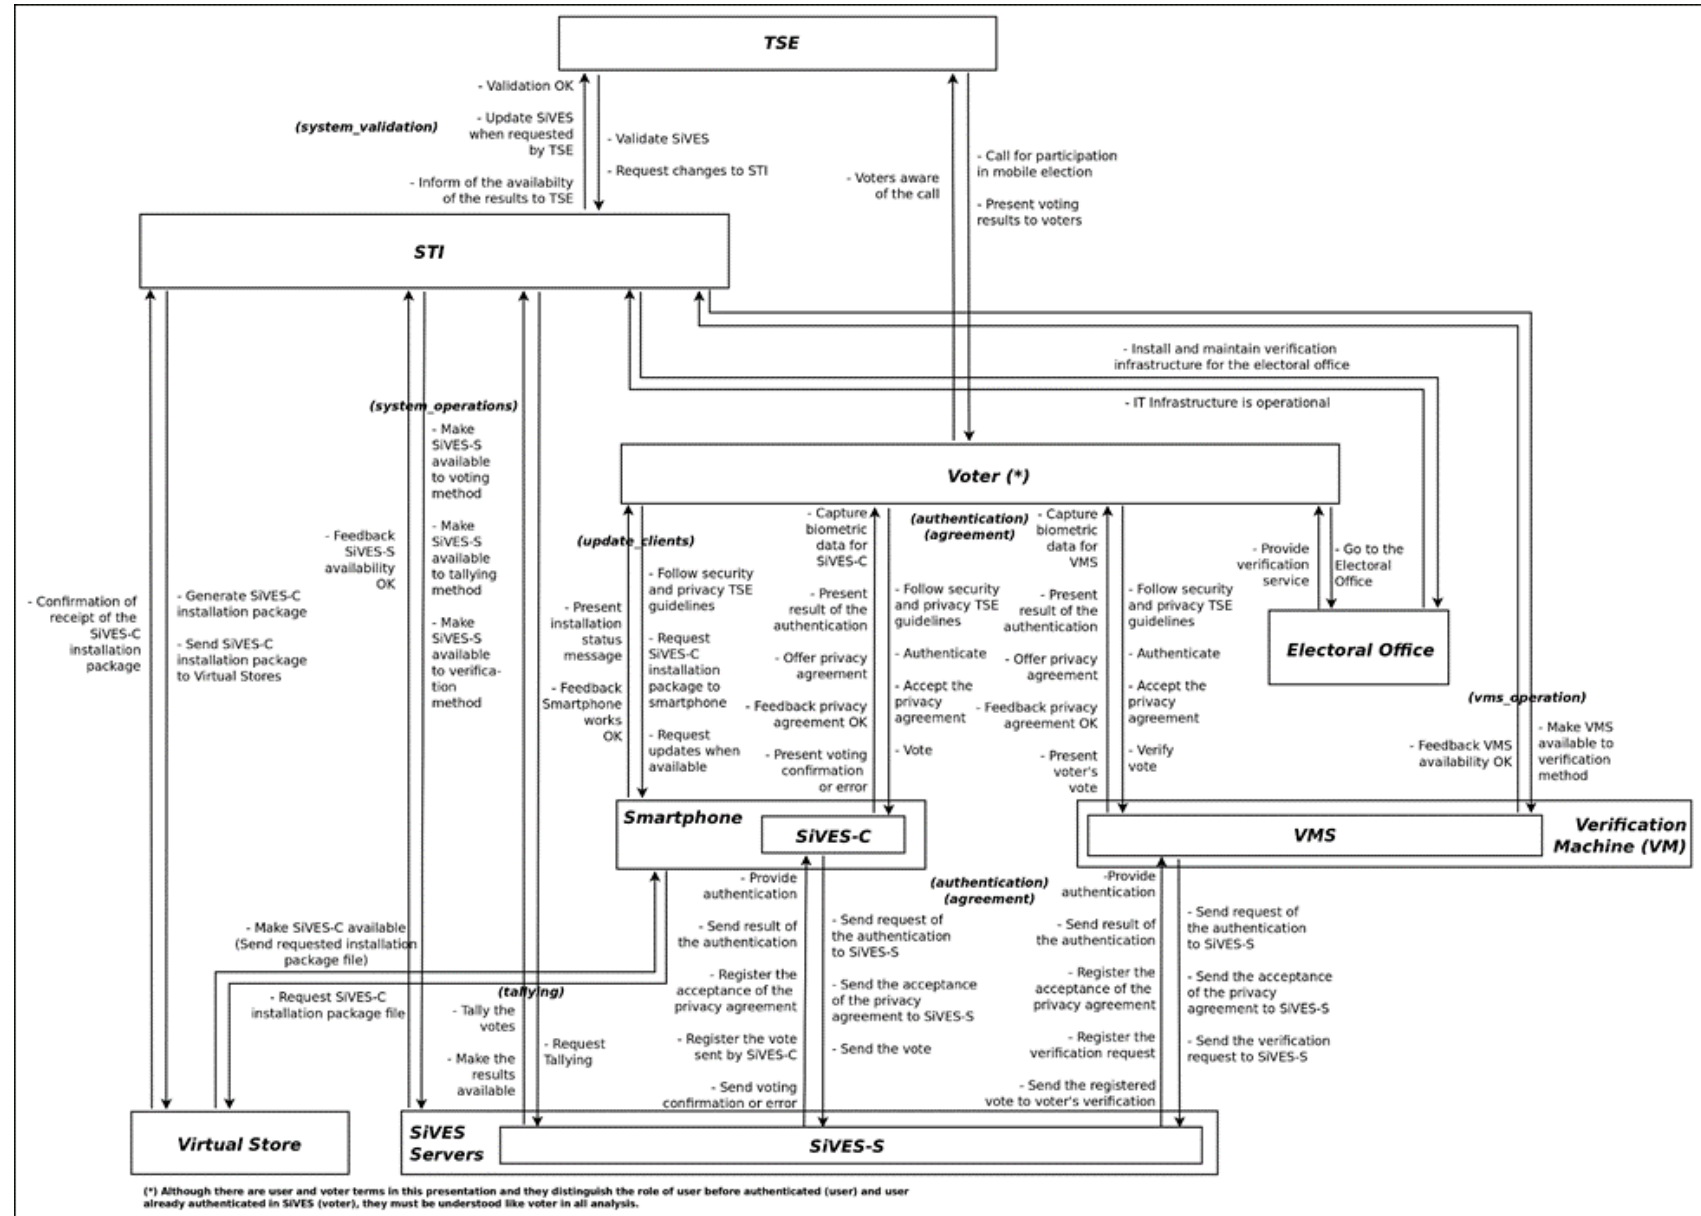 TSE
- Validation OK
- Update SiVES
when requested
by TSE
- Inform of the availabilty
of the results to TSE
(system_validation)
- Validate SiVES
- Request changes to STI
- Voters aware
of the call
- Call for participation
in mobile election
- Present voting
results to voters
STI
- Install and maintain verification
infrastructure for the electoral office
- IT Infrastructure is operational
(system_operations)
- Make
SiVES-S
available
to voting
method
- Make
SiVES-S
available
to tallying
method
- Make
SiVES-S
available
to verifica-
tion
method
- Feedback
SiVES-S
availability
OK
- Confirmation of
receipt of the
SiVES-C
installation
package
- Generate SiVES-C
installation package
- Send SiVES-C
installation package
to Virtual Stores
Voter (*)
(update_clients)
- Present
installation
status
message
- Feedback
Smartphone
works
OK
- Follow security
and privacy TSE
guidelines
- Request
SiVES-C
installation
package to
smartphone
- Request
updates when
available
- Capture
biometric
data for
SiVES-C
- Present
result of the
authentication
- Offer privacy
agreement
- Feedback privacy
agreement OK
- Present voting
confirmation
or error
(authentication)
(agreement)
- Follow security
and privacy TSE
guidelines
- Authenticate
- Accept the
privacy
agreement
- Vote
- Capture
biometric
data for
VMS
- Present
result of the
authentication
- Offer privacy
agreement
- Feedback privacy
agreement OK
- Present
voter's
vote
- Follow security
and privacy TSE
guidelines
- Authenticate
- Accept the
privacy
agreement
- Verify
vote
- Provide
verification
service
- Go to the
Electoral
Office
Electoral Office
(vms_operation)
- Feedback VMS
availability OK
- Make VMS
available to
verification
method
Smartphone
SiVES-C
VMS
Verification
Machine (VM)
- Make SiVES-C available
(Send requested installation
package file)
- Request SiVES-C
installation package file
(tallying)
- Tally the
votes
- Make the
results
available
- Request
Tallying
- Provide
authentication
- Send result of
the authentication
- Register the
acceptance of the
privacy agreement
- Register the vote
sent by SiVES-C
- Send voting
confirmation or error
(authentication)
(agreement)
- Send request of
the authentication
to SiVES-S
- Send the acceptance
of the privacy
agreement to SiVES-S
- Send the vote
-Provide
authentication
- Send result of
the authentication
- Register the
acceptance of the
privacy agreement
- Register the
verification request
- Send the registered
vote to voter's verification
- Send request of
the authentication
to SiVES-S
- Send the acceptance
of the privacy
agreement to SiVES-S
- Send the verification
request to SiVES-S
Virtual Store
SiVES
Servers
SiVES-S
(*) Although there are user and voter terms in this presentation and they distinguish the role of user before authenticated (user) and user
already authenticated in SiVES (voter), they must be understood like voter in all analysis.